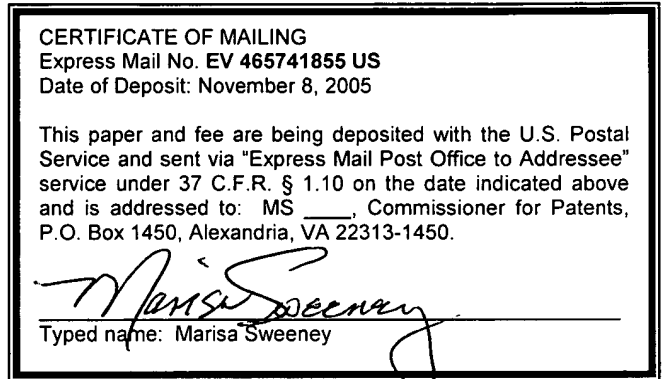 CERTIFICATE OF MAILING
Express Mail No. EV 465741855 US
Date of Deposit: November 8, 2005
This paper and fee are being deposited with the U.S. Postal
Service and sent via "Express Mail Post Office to Addressee"
service under 37 C.F.R. § 1.10 on the date indicated above
and is addressed to: MS ____, Commissioner for Patents,
P.O. Box 1450, Alexandria, VA 22313-1450.
Marisa Sweeney
Typed name: Marisa Sweeney